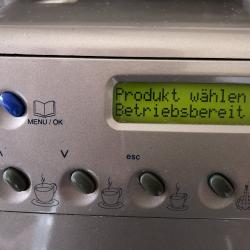 Produkt wählen
Betriebsbereit
MENU / OK
esc